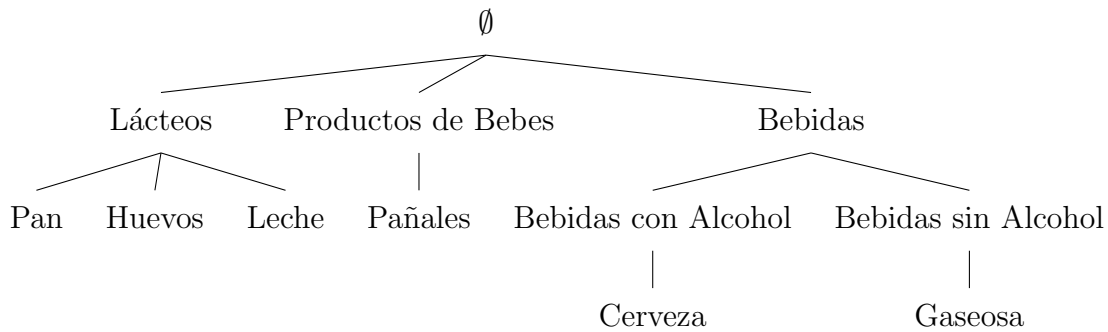 ∅
Lácteos Productos de Bebes Bebidas
Pan Huevos Leche Pañales Bebidas con Alcohol Bebidas sin Alcohol
Cerveza Gaseosa